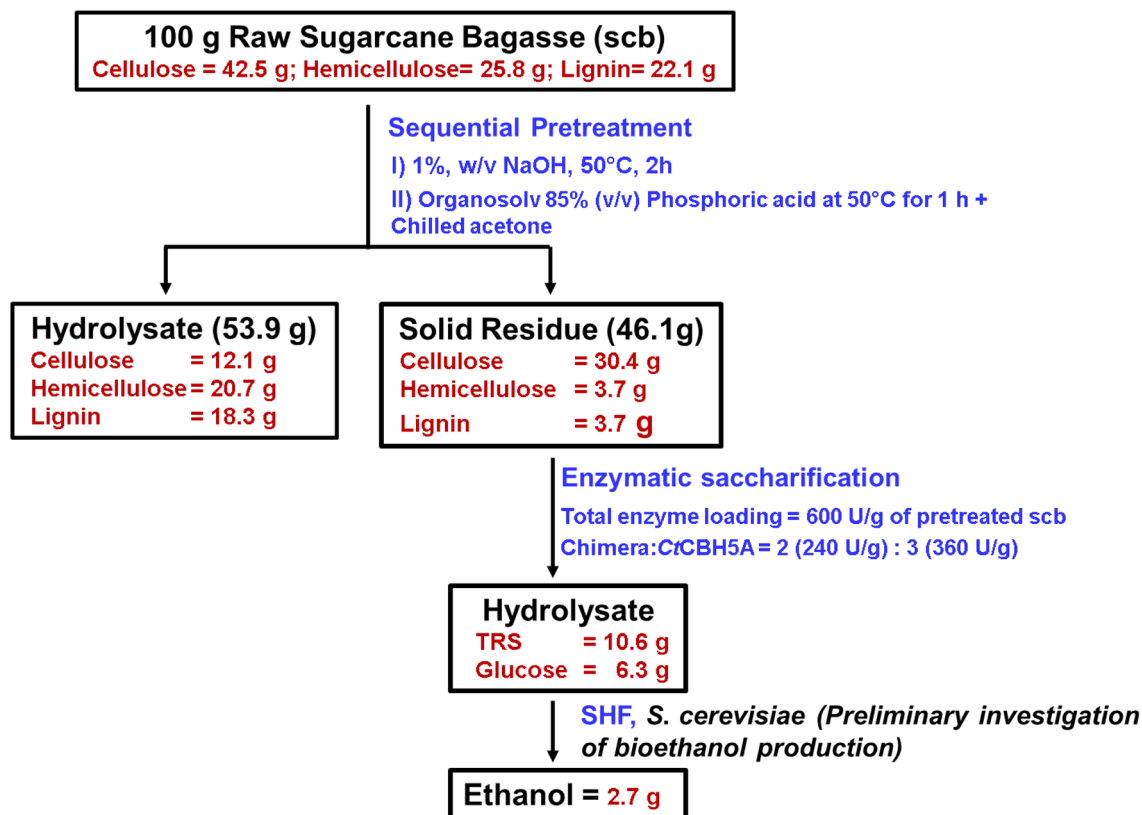 100 g Raw Sugarcane Bagasse (scb)
Cellulose = 42.5 g; Hemicellulose= 25.8 g; Lignin= 22.1 g
Sequential Pretreatment
I) 1%, w/v NaOH, 50°C, 2h
II) Organosolv 85% (v/v) Phosphoric acid at 50°C for 1 h +
Chilled acetone
Hydrolysate (53.9 g)
Cellulose = 12.1 g
Hemicellulose= 20.7 g
Lignin = 18.3 g
Solid Residue (46.1g)
Cellulose = 30.4 g
Hemicellulose = 3.7 g
Lignin = 3.7 g
Enzymatic saccharification
Total enzyme loading = 600 U/g of pretreated scb
Chimera:CtCBH5A = 2 (240 U/g) : 3 (360 U/g)
Hydrolysate
TRS = 10.6 g
Glucose = 6.3 g
SHF, S. cerevisiae (Preliminary investigation
of bioethanol production)
Ethanol = 2.7 g